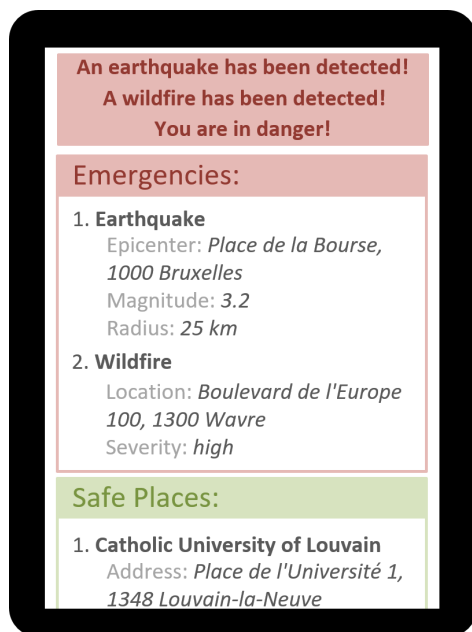 An earthquake has been detected!
A wildfire has been detected!
You are in danger!
Emergencies:
1. Earthquake
Epicenter: Place de la Bourse,
1000 Bruxelles
Magnitude: 3.2
Radius: 25 km
2. Wildfire
Location: Boulevard de l'Europe
100, 1300 Wavre
Severity: high
Safe Places:
1. Catholic University of Louvain
Address: Place de l'Université 1,
1348 Louvain-la-Neuve